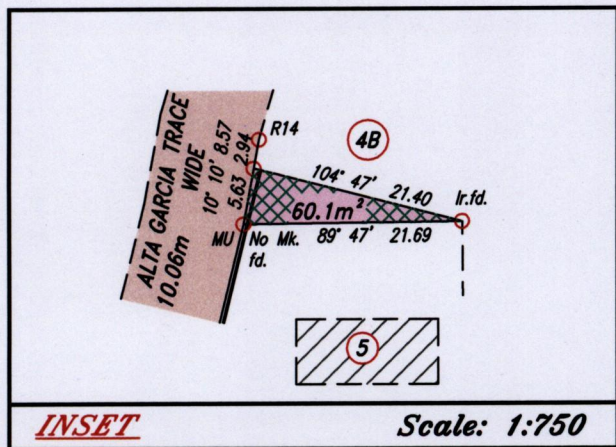 ALTA GARCIA TRACE
10.06m WIDE
10° 10' 8.57
5.63 2.94
R14
4B
104° 47' 21.40
Ir.fd.
60.1m²
MU
No Mk.
fd.
89° 47' 21.69
5
INSET
Scale: 1:750